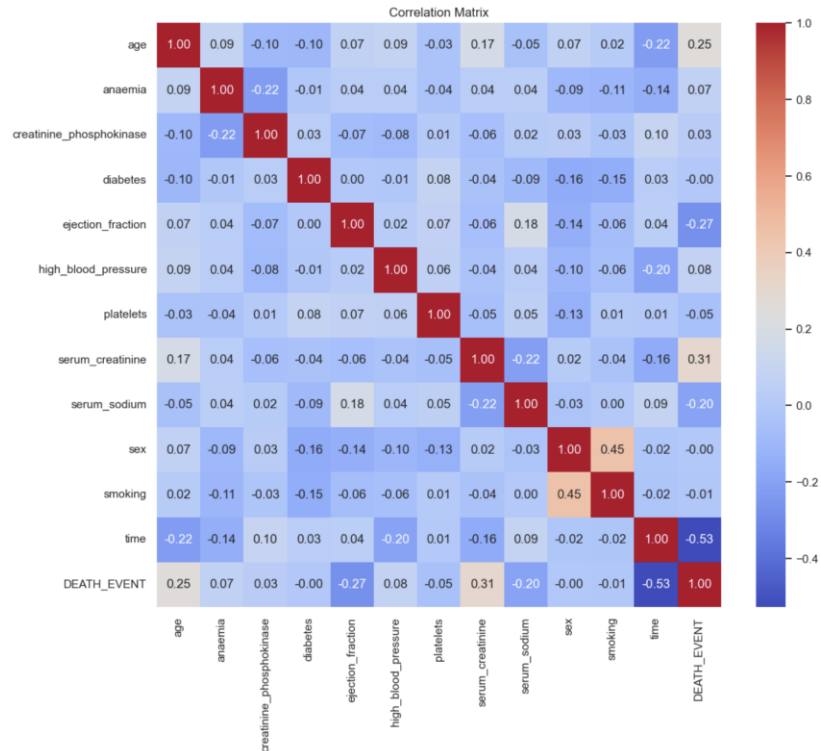 Correlation Matrix
age 1.00 0.09 -0.10 -0.10 0.07 0.09 -0.03 0.17 -0.05 0.07 0.02 -0.22 0.25
anaemia 0.09 1.00 -0.22 -0.01 0.04 0.04 -0.04 0.04 0.04 -0.09 -0.11 -0.14 0.07
creatinine_phosphokinase -0.10 -0.22 1.00 0.03 -0.07 -0.08 0.01 -0.06 0.02 0.03 -0.03 0.10 0.03
diabetes -0.10 -0.01 0.03 1.00 0.00 -0.01 0.08 -0.04 -0.09 -0.16 -0.15 0.03 -0.00
ejection_fraction 0.07 0.04 -0.07 0.00 1.00 0.02 0.07 -0.06 0.18 -0.14 -0.06 0.04 -0.27
high_blood_pressure 0.09 0.04 -0.08 -0.01 0.02 1.00 0.06 -0.04 0.04 -0.10 -0.06 -0.20 0.08
platelets -0.03 -0.04 0.01 0.08 0.07 0.06 1.00 -0.05 0.05 -0.13 0.01 0.01 -0.05
serum_creatinine 0.17 0.04 -0.06 -0.04 -0.06 -0.04 -0.05 1.00 -0.22 0.02 -0.04 -0.16 0.31
serum_sodium -0.05 0.04 0.02 -0.09 0.18 0.04 0.05 -0.22 1.00 -0.03 0.00 0.09 -0.20
sex 0.07 -0.09 0.03 -0.16 -0.14 -0.10 -0.13 0.02 -0.03 1.00 0.45 -0.02 -0.00
smoking 0.02 -0.11 -0.03 -0.15 -0.06 -0.06 0.01 -0.04 0.00 0.45 1.00 -0.02 -0.01
time -0.22 -0.14 0.10 0.03 0.04 -0.20 0.01 -0.16 0.09 -0.02 -0.02 1.00 -0.53
DEATH_EVENT 0.25 0.07 0.03 -0.00 -0.27 0.08 -0.05 0.31 -0.20 -0.00 -0.01 -0.53 1.00
age
anaemia
creatinine_phosphokinase
diabetes
ejection_fraction
high_blood_pressure
platelets
serum_creatinine
serum_sodium
sex
smoking
time
DEATH_EVENT
1.0
0.8
0.6
0.4
0.2
0.0
-0.2
-0.4